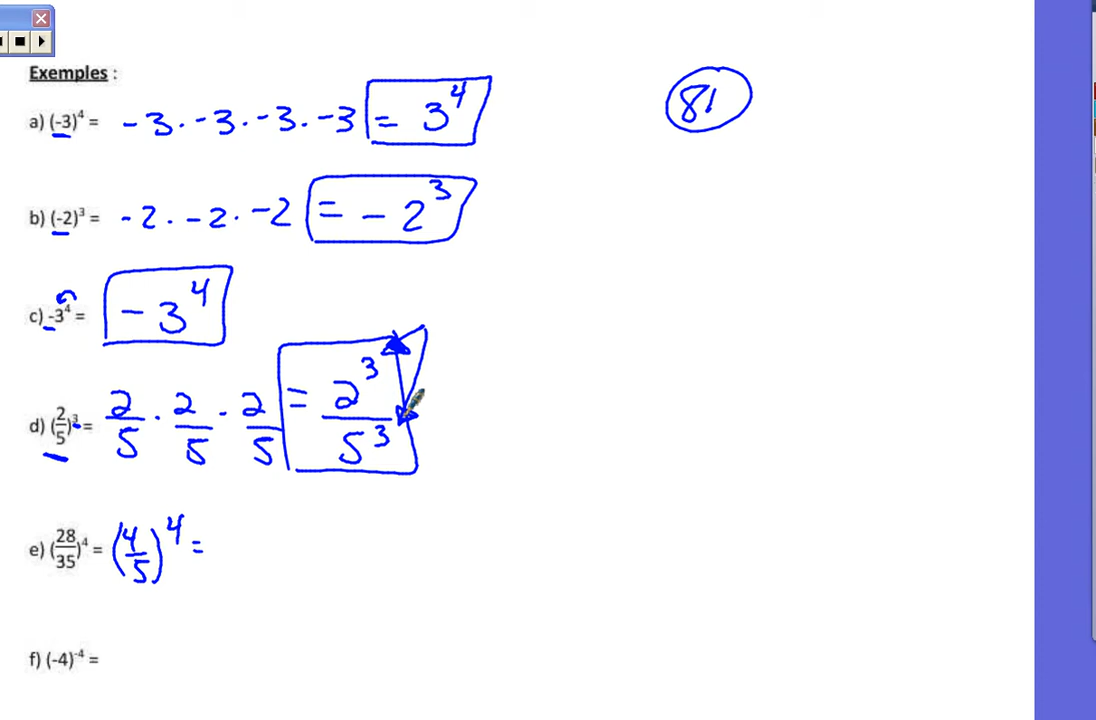 Exemples :
81
a) (-3)⁴ = -3 · -3 · -3 · -3 = 3⁴
b) (-2)³ = -2 · -2 · -2 = -2³
c) -3⁴ = -3⁴
d) (2/5)³ = 2/5 · 2/5 · 2/5 = 2³/5³
e) (28/35)⁴ = (4/5)⁴ =
f) (-4)⁻⁴ =